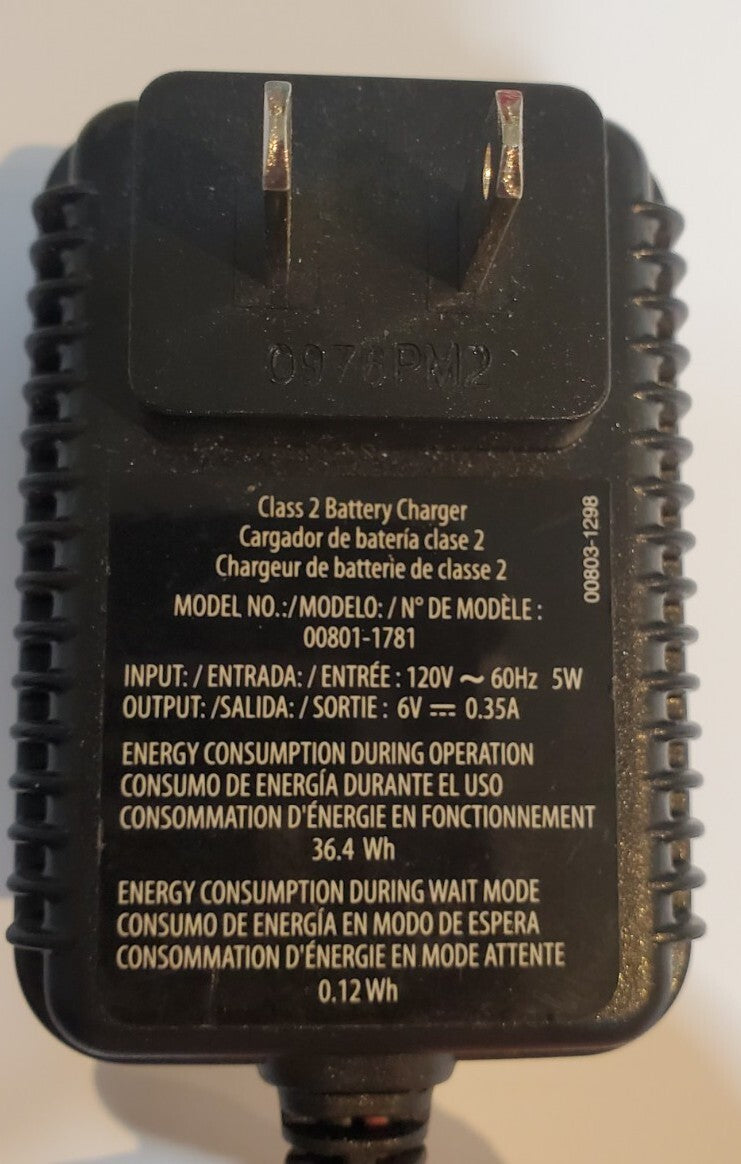 0976PM2
Class 2 Battery Charger
Cargador de batería clase 2
Chargeur de batterie de classe 2
00803-1298
MODEL NO.:/ MODELO: / N° DE MODÈLE :
00801-1781
INPUT: / ENTRADA: / ENTRÉE : 120V ~ 60Hz 5W
OUTPUT: /SALIDA: / SORTIE : 6V ⎓ 0.35A
ENERGY CONSUMPTION DURING OPERATION
CONSUMO DE ENERGÍA DURANTE EL USO
CONSOMMATION D'ÉNERGIE EN FONCTIONNEMENT
36.4 Wh
ENERGY CONSUMPTION DURING WAIT MODE
CONSUMO DE ENERGÍA EN MODO DE ESPERA
CONSOMMATION D'ÉNERGIE EN MODE ATTENTE
0.12 Wh